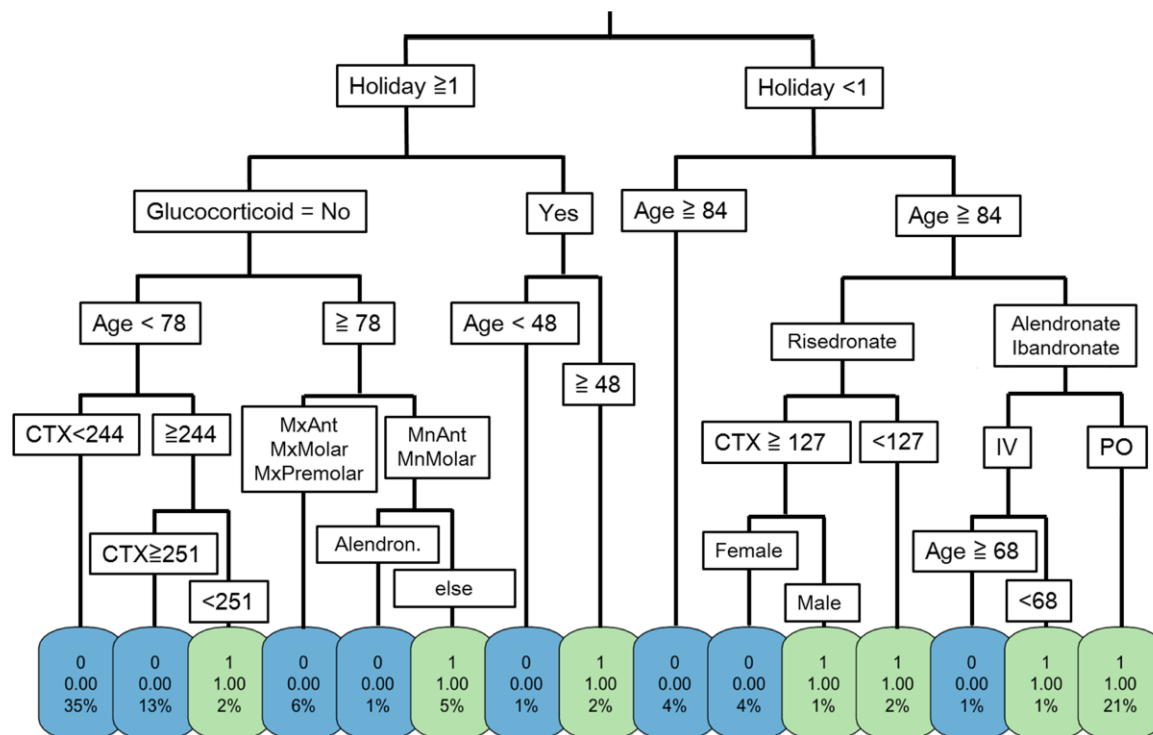 Holiday ≧1
Holiday <1
Glucocorticoid = No
Yes
Age ≧ 84
Age ≧ 84
Age < 78
≧ 78
Age < 48
≧ 48
Risedronate
Alendronate
Ibandronate
CTX<244
≧244
MxAnt
MxMolar
MxPremolar
MnAnt
MnMolar
CTX ≧ 127
<127
IV
PO
CTX≧251
<251
Alendron.
else
Female
Male
Age ≧ 68
<68
0
0.00
35%
0
0.00
13%
1
1.00
2%
0
0.00
6%
0
0.00
1%
1
1.00
5%
0
0.00
1%
1
1.00
2%
0
0.00
4%
0
0.00
4%
1
1.00
1%
1
1.00
2%
0
0.00
1%
1
1.00
1%
1
1.00
21%